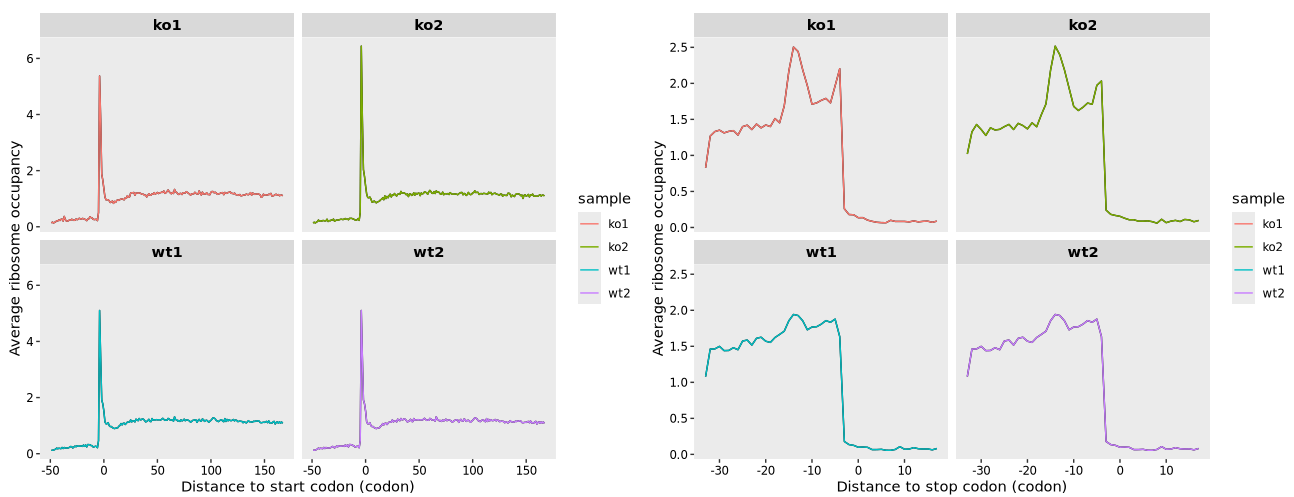 ko1
ko2
6
4
2
0
wt1
wt2
6
4
2
0
-50 0 50 100 150
-50 0 50 100 150
Distance to start codon (codon)
Average ribosome occupancy
sample
ko1
ko2
wt1
wt2
ko1
ko2
2.5
2.0
1.5
1.0
0.5
0.0
wt1
wt2
2.5
2.0
1.5
1.0
0.5
0.0
-30 -20 -10 0 10
-30 -20 -10 0 10
Distance to stop codon (codon)
Average ribosome occupancy
sample
ko1
ko2
wt1
wt2